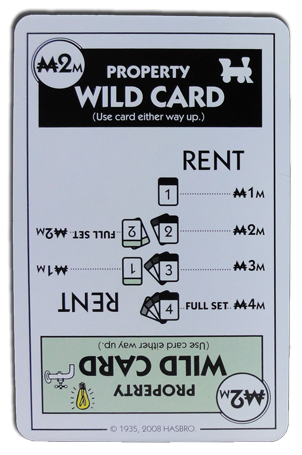 ₩2M
PROPERTY
WILD CARD
(Use card either way up.)
RENT
1 ₩1M
2 ₩2M
3 ₩3M
4 FULL SET ₩4M
₩2M
PROPERTY
WILD CARD
(Use card either way up.)
RENT
1 ₩1M
2 FULL SET ₩2M
© 1935, 2008 HASBRO.